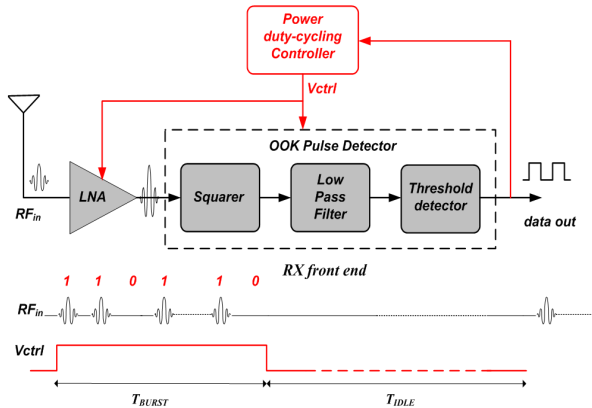 Power
duty-cycling
Controller
Vctrl
OOK Pulse Detector
LNA
Squarer
Low
Pass
Filter
Threshold
detector
RFin
data out
RX front end
1 1 0 1 1 0
RFin
Vctrl
TBURST
TIDLE